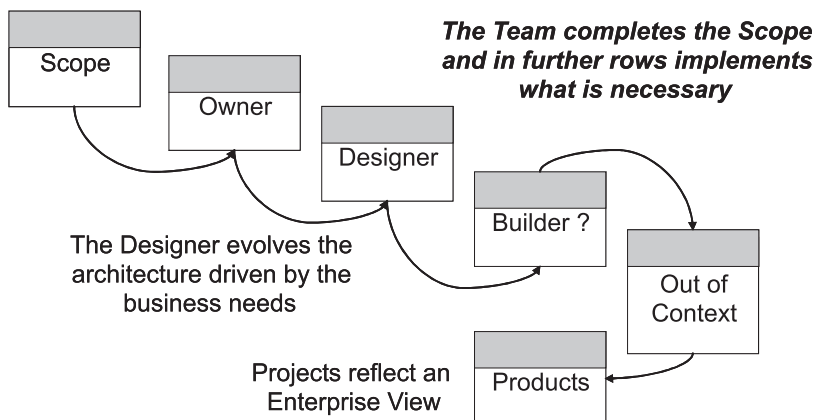 The Team completes the Scope
and in further rows implements
what is necessary
Scope
Owner
Designer
Builder ?
The Designer evolves the
architecture driven by the
business needs
Out of
Context
Projects reflect an
Enterprise View
Products